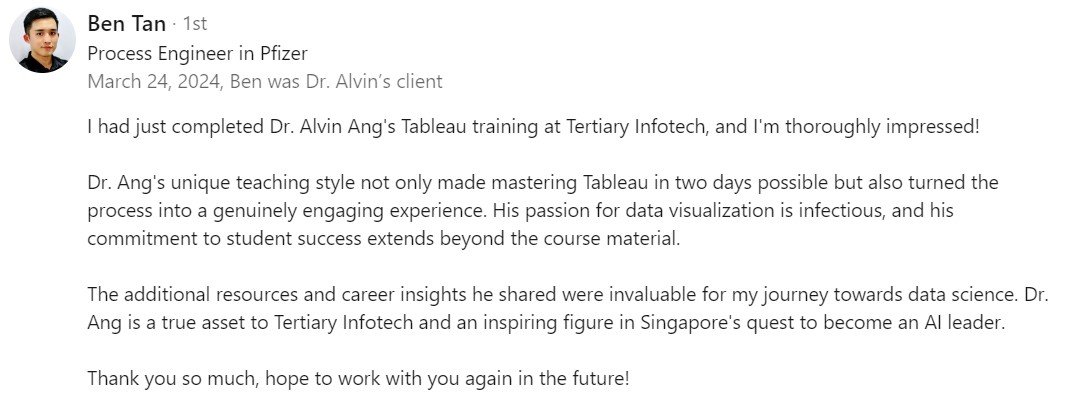 Ben Tan · 1st
Process Engineer in Pfizer
March 24, 2024, Ben was Dr. Alvin’s client
I had just completed Dr. Alvin Ang's Tableau training at Tertiary Infotech, and I'm thoroughly impressed!
Dr. Ang's unique teaching style not only made mastering Tableau in two days possible but also turned the
process into a genuinely engaging experience. His passion for data visualization is infectious, and his
commitment to student success extends beyond the course material.
The additional resources and career insights he shared were invaluable for my journey towards data science. Dr.
Ang is a true asset to Tertiary Infotech and an inspiring figure in Singapore's quest to become an AI leader.
Thank you so much, hope to work with you again in the future!